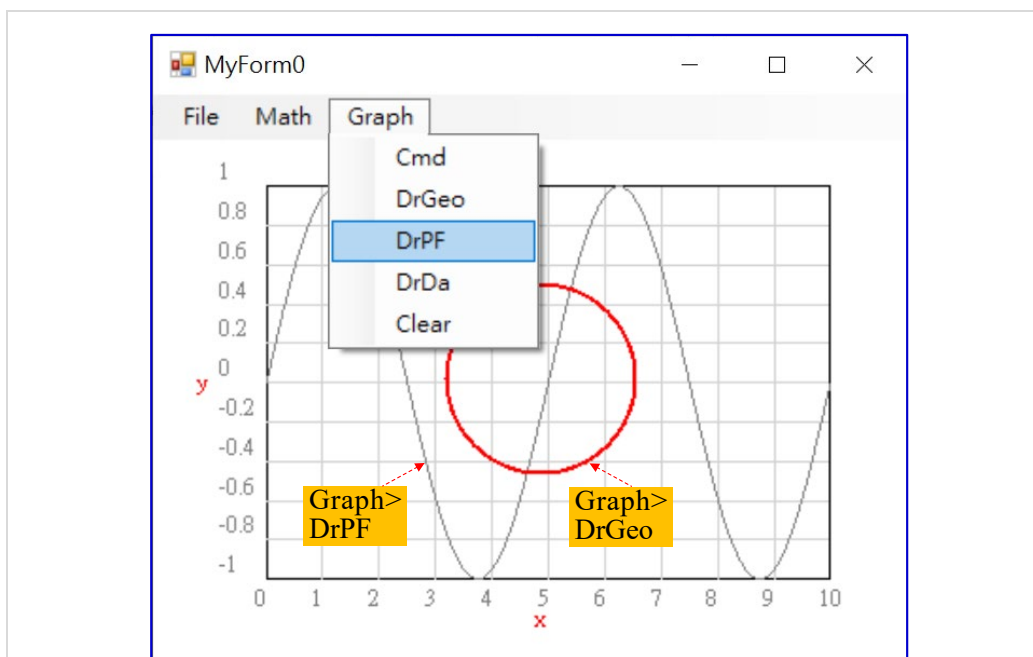 MyForm0
File Math Graph
Cmd
DrGeo
DrPF
DrDa
Clear
1
0.8
0.6
0.4
0.2
0
y
-0.2
-0.4
-0.6
-0.8
-1
Graph>
DrPF
Graph>
DrGeo
0 1 2 3 4 5 6 7 8 9 10
x